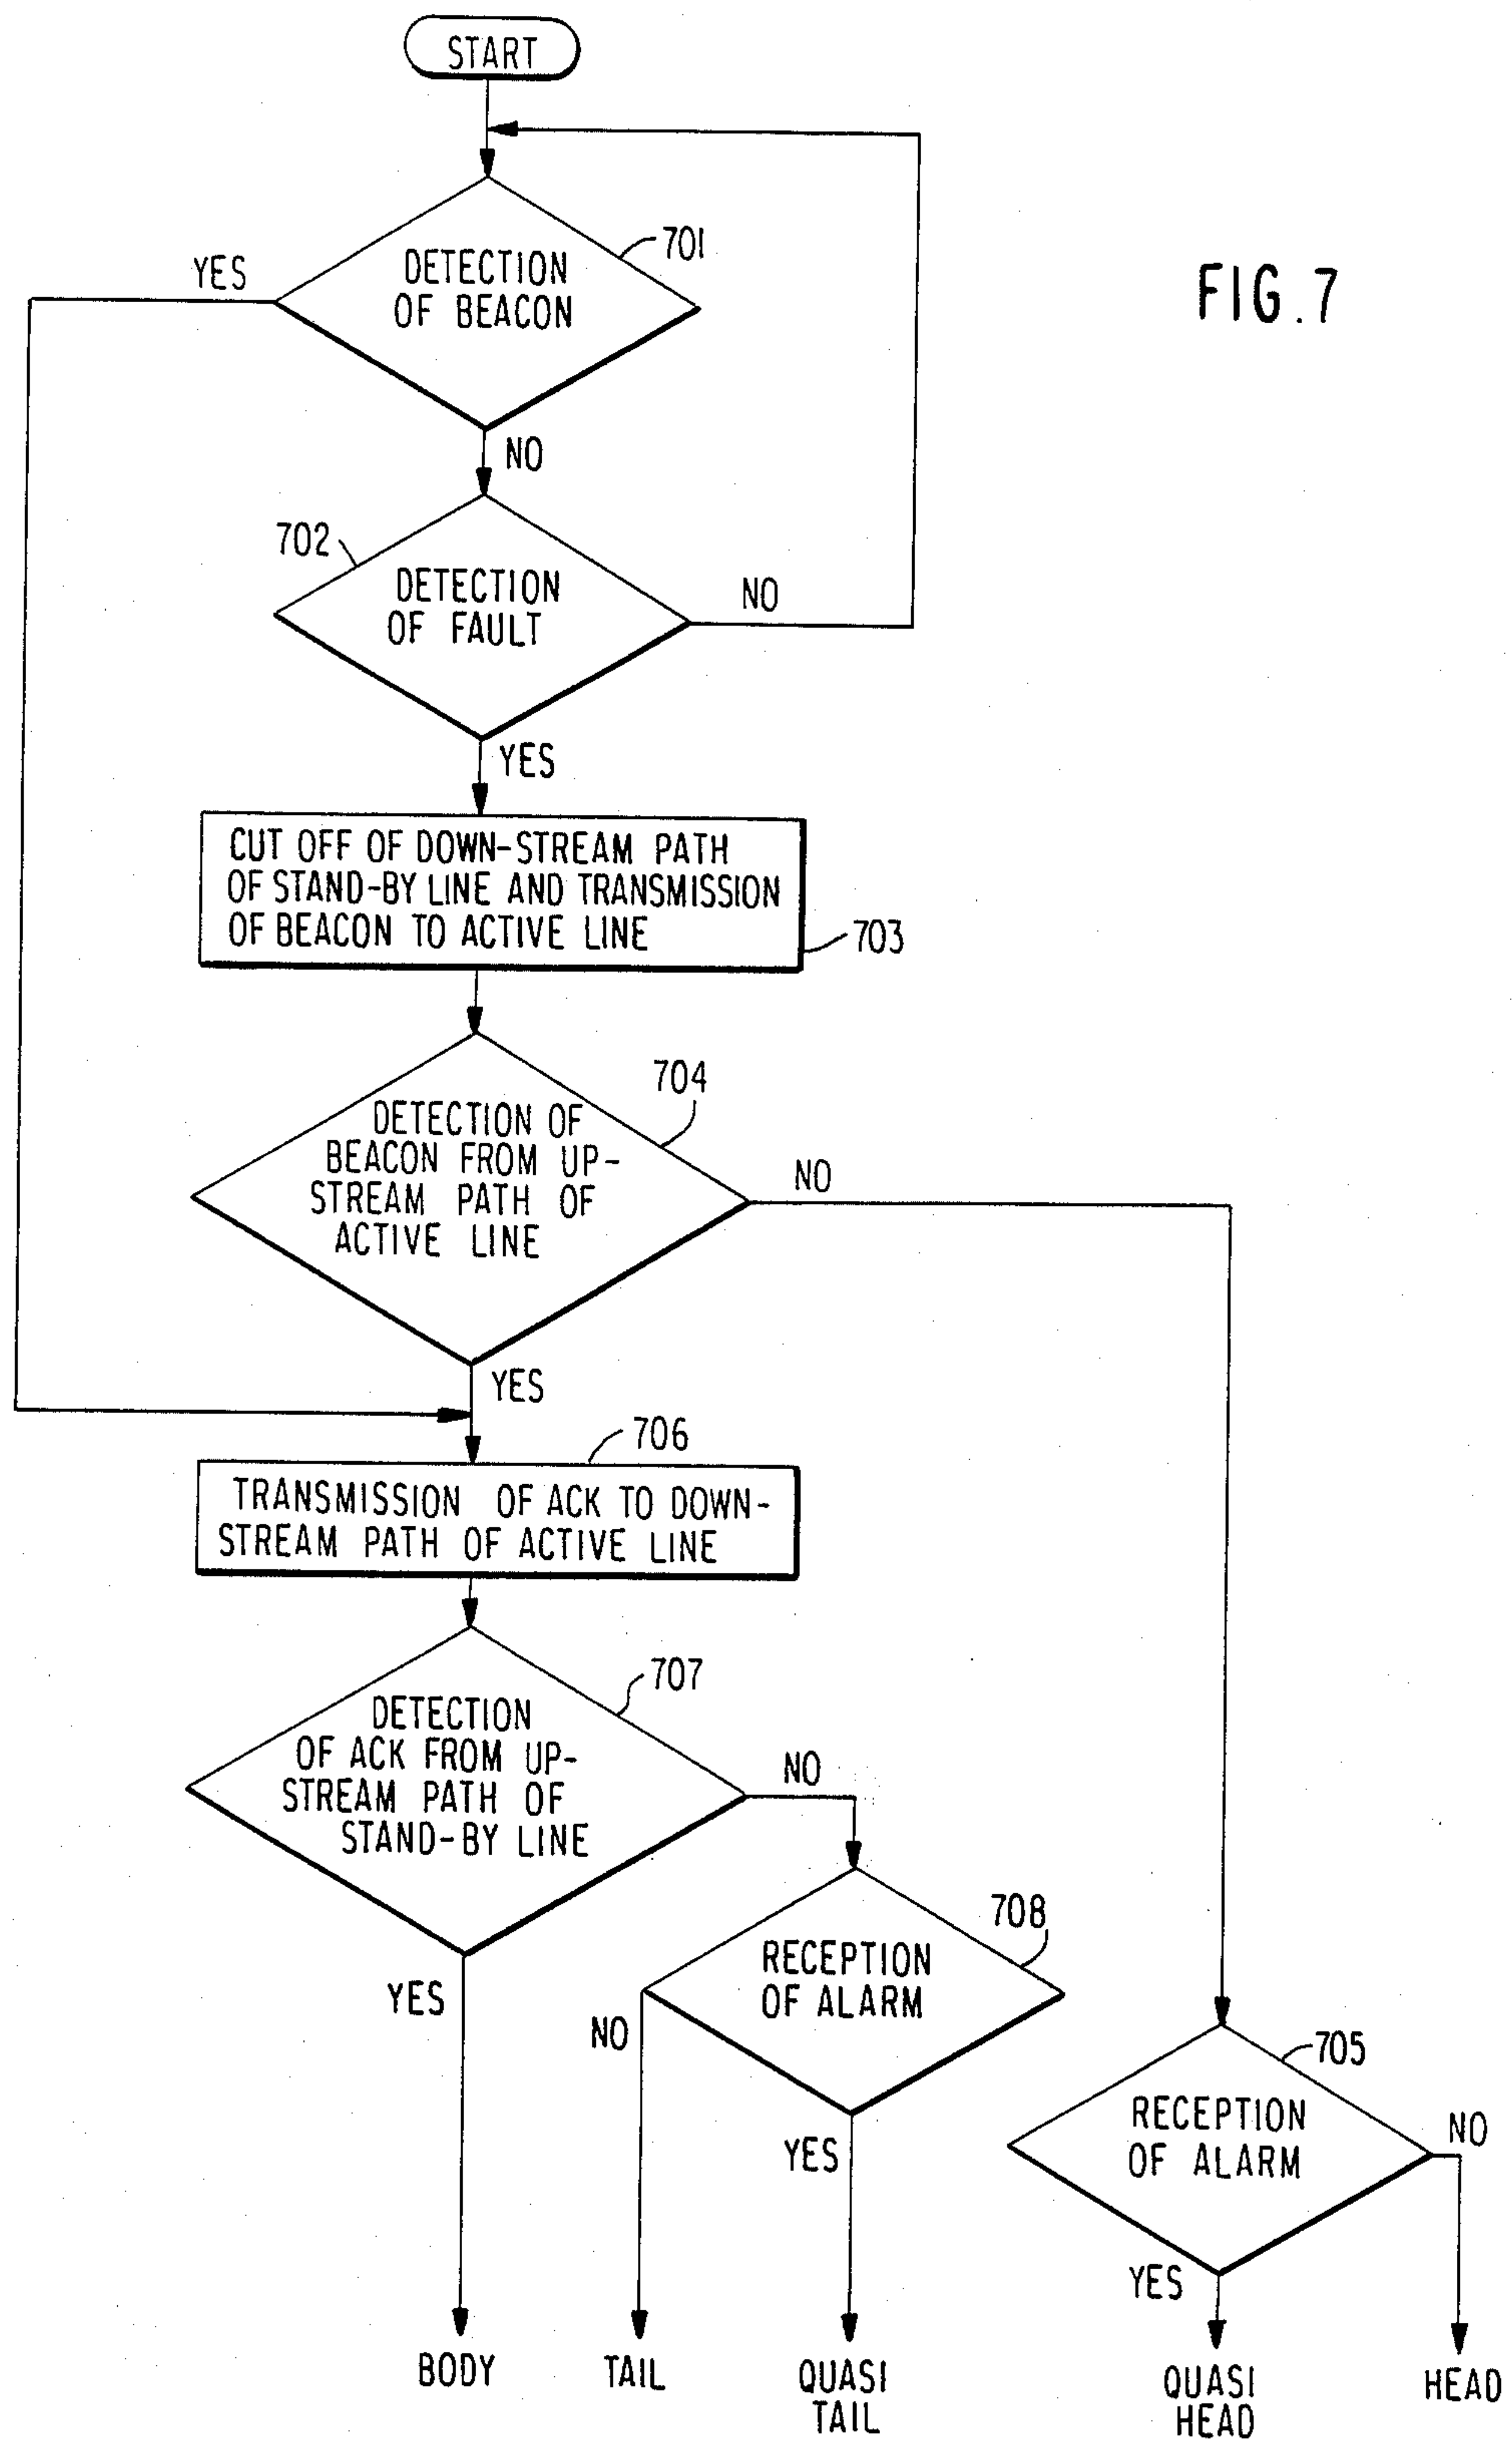 START
701
YES
DETECTION
OF BEACON
FIG.7
NO
702
DETECTION
OF FAULT
NO
YES
CUT OFF OF DOWN-STREAM PATH
OF STAND-BY LINE AND TRANSMISSION
OF BEACON TO ACTIVE LINE
703
704
DETECTION OF
BEACON FROM UP-
STREAM PATH OF
ACTIVE LINE
NO
YES
706
TRANSMISSION OF ACK TO DOWN-
STREAM PATH OF ACTIVE LINE
707
DETECTION
OF ACK FROM UP-
STREAM PATH OF
STAND-BY LINE
NO
YES
708
RECEPTION
OF ALARM
NO
YES
705
RECEPTION
OF ALARM
NO
YES
BODY
TAIL
QUASI
TAIL
QUASI
HEAD
HEAD